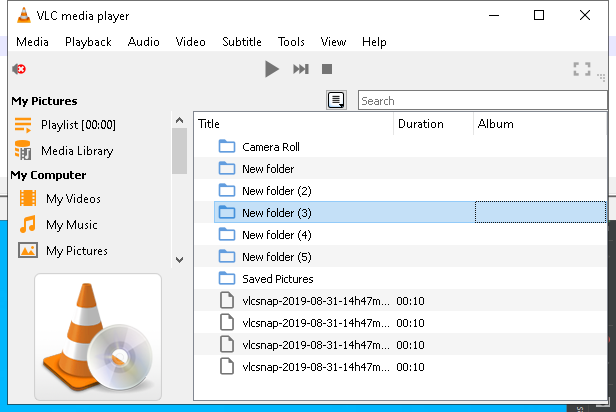 VLC media player
Media Playback Audio Video Subtitle Tools View Help
Search
My Pictures
Playlist [00:00]
Media Library
My Computer
My Videos
My Music
My Pictures
Title Duration Album
Camera Roll
New folder
New folder (2)
New folder (3)
New folder (4)
New folder (5)
Saved Pictures
vlcsnap-2019-08-31-14h47m... 00:10
vlcsnap-2019-08-31-14h47m... 00:10
vlcsnap-2019-08-31-14h47m... 00:10
vlcsnap-2019-08-31-14h47m... 00:10